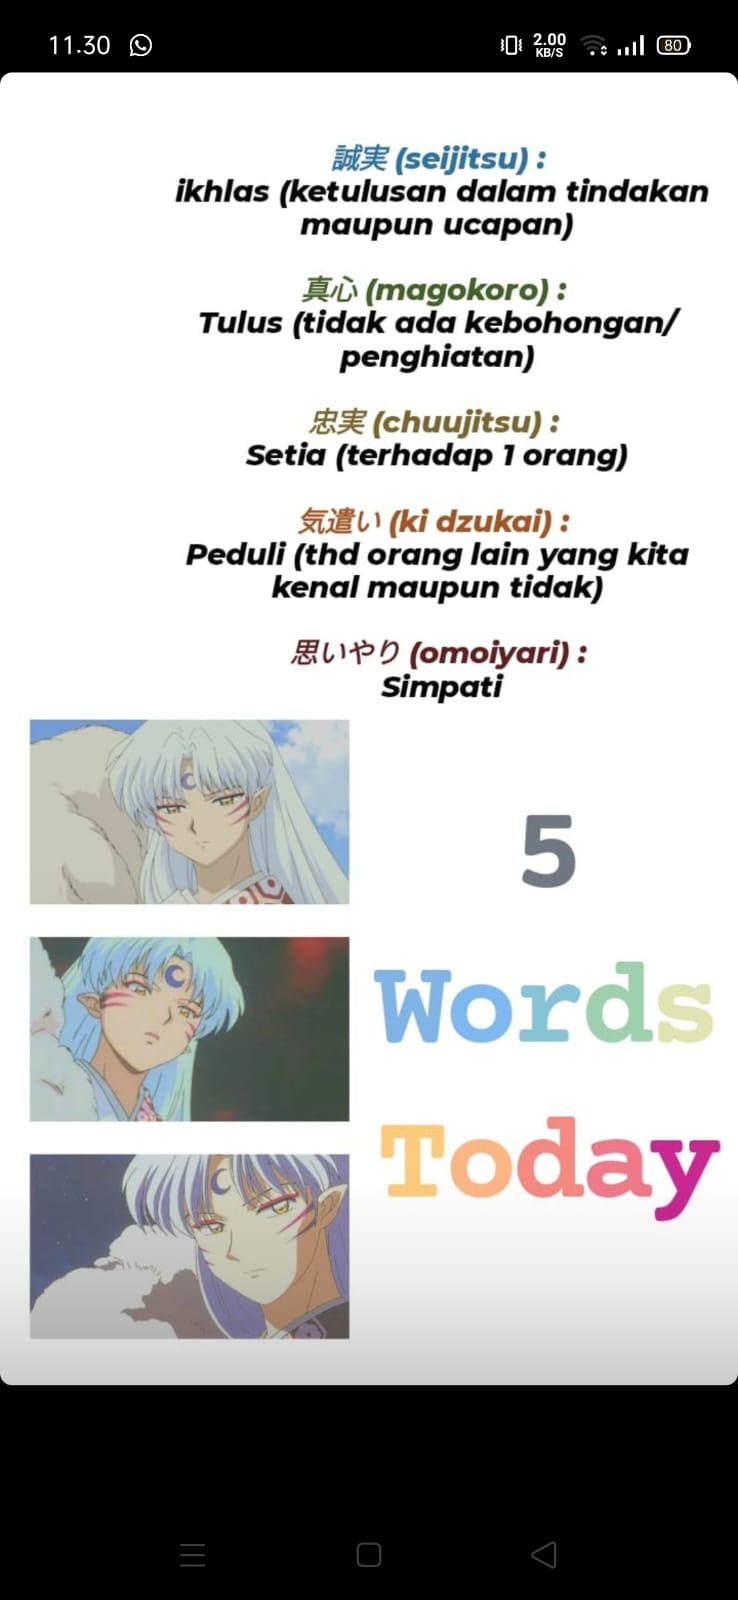 11.30
2.00
KB/S
80
誠実 (seijitsu) :
ikhlas (ketulusan dalam tindakan
maupun ucapan)
真心 (magokoro) :
Tulus (tidak ada kebohongan/
penghiatan)
忠実 (chuujitsu) :
Setia (terhadap 1 orang)
気遣い (ki dzukai) :
Peduli (thd orang lain yang kita
kenal maupun tidak)
思いやり (omoiyari) :
Simpati
5
Words
Today